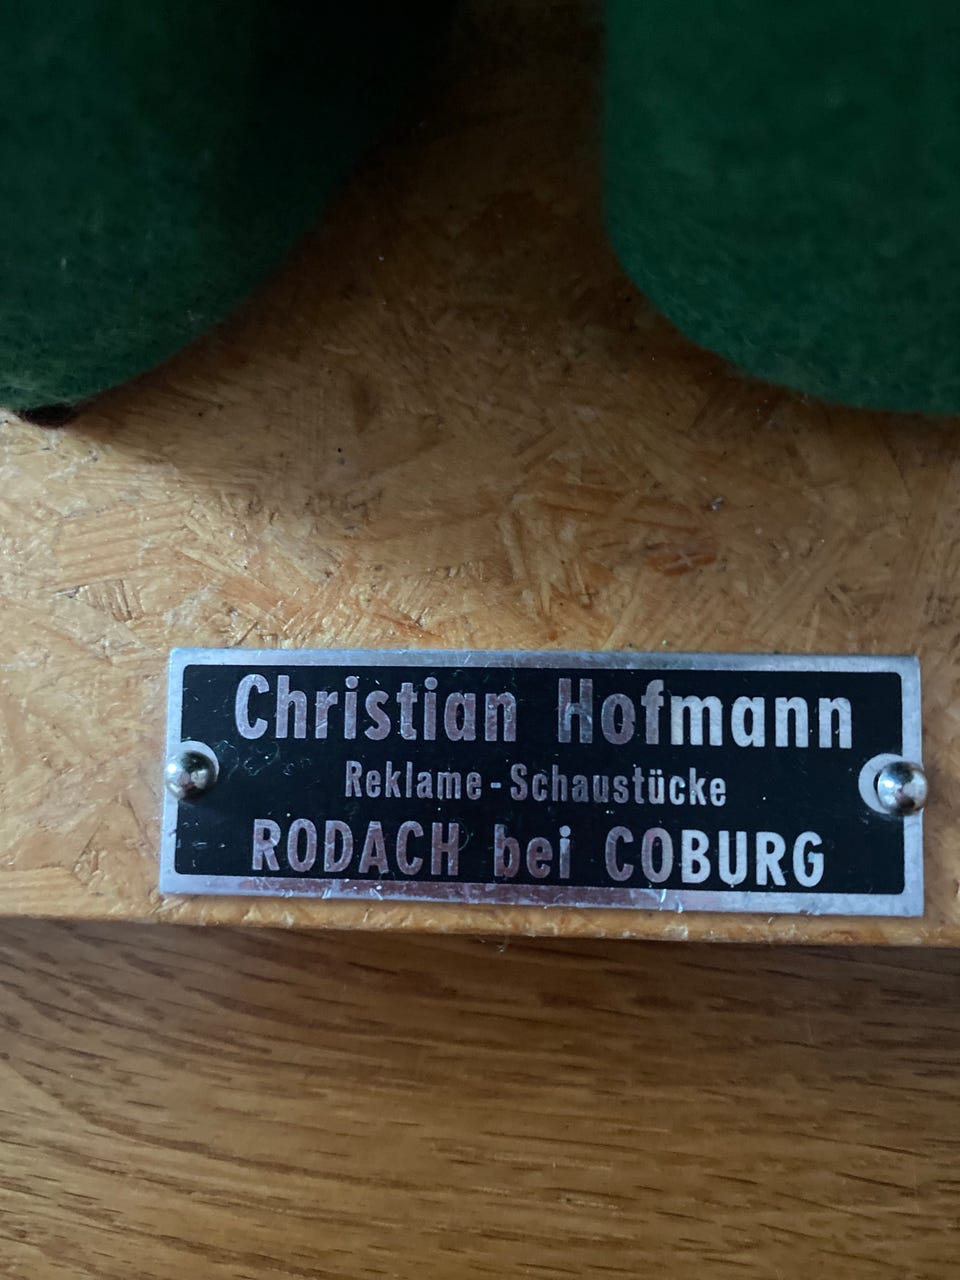 Christian Hofmann
Reklame-Schaustücke
RODACH bei COBURG